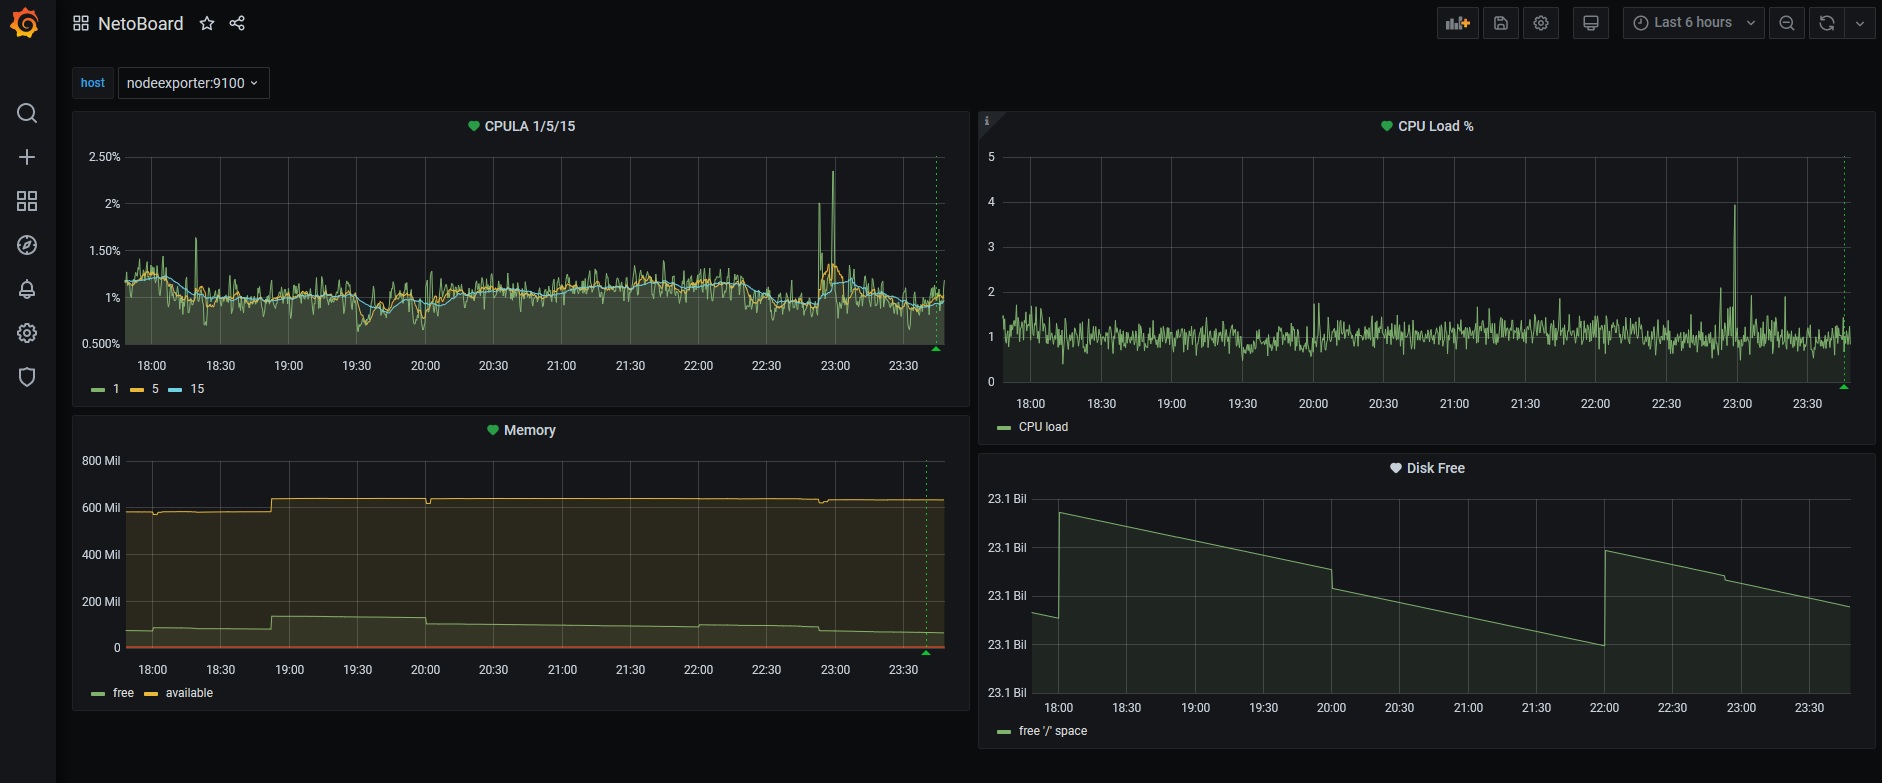 NetoBoard
Last 6 hours
host nodeexporter:9100
CPULA 1/5/15
2.50%
2%
1.50%
1%
0.500%
18:00 18:30 19:00 19:30 20:00 20:30 21:00 21:30 22:00 22:30 23:00 23:30
1 5 15
i
CPU Load %
5
4
3
2
1
0
18:00 18:30 19:00 19:30 20:00 20:30 21:00 21:30 22:00 22:30 23:00 23:30
CPU load
Memory
800 Mil
600 Mil
400 Mil
200 Mil
0
18:00 18:30 19:00 19:30 20:00 20:30 21:00 21:30 22:00 22:30 23:00 23:30
free available
Disk Free
23.1 Bil
23.1 Bil
23.1 Bil
23.1 Bil
23.1 Bil
18:00 18:30 19:00 19:30 20:00 20:30 21:00 21:30 22:00 22:30 23:00 23:30
free '/' space